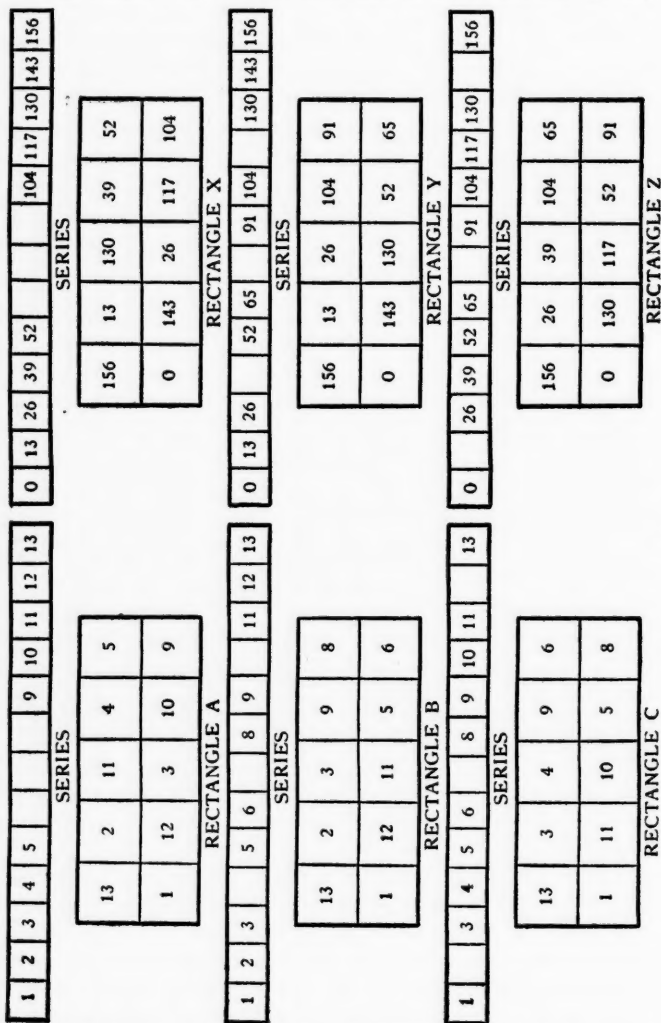 1 2 3 4 5 9 10 11 12 13
SERIES
13 2 11 4 5
1 12 3 10 9
RECTANGLE A
0 13 26 39 52 104 117 130 143 156
SERIES
156 13 130 39 52
0 143 26 117 104
RECTANGLE X
1 2 3 5 6 8 9 11 12 13
SERIES
13 2 3 9 8
1 12 11 5 6
RECTANGLE B
0 13 26 52 65 91 104 130 143 156
SERIES
156 13 26 104 91
0 143 130 52 65
RECTANGLE Y
1 3 4 5 6 8 9 10 11 13
SERIES
13 3 4 9 6
1 11 10 5 8
RECTANGLE C
0 26 39 52 65 91 104 117 130 156
SERIES
156 26 39 104 65
0 130 117 52 91
RECTANGLE Z